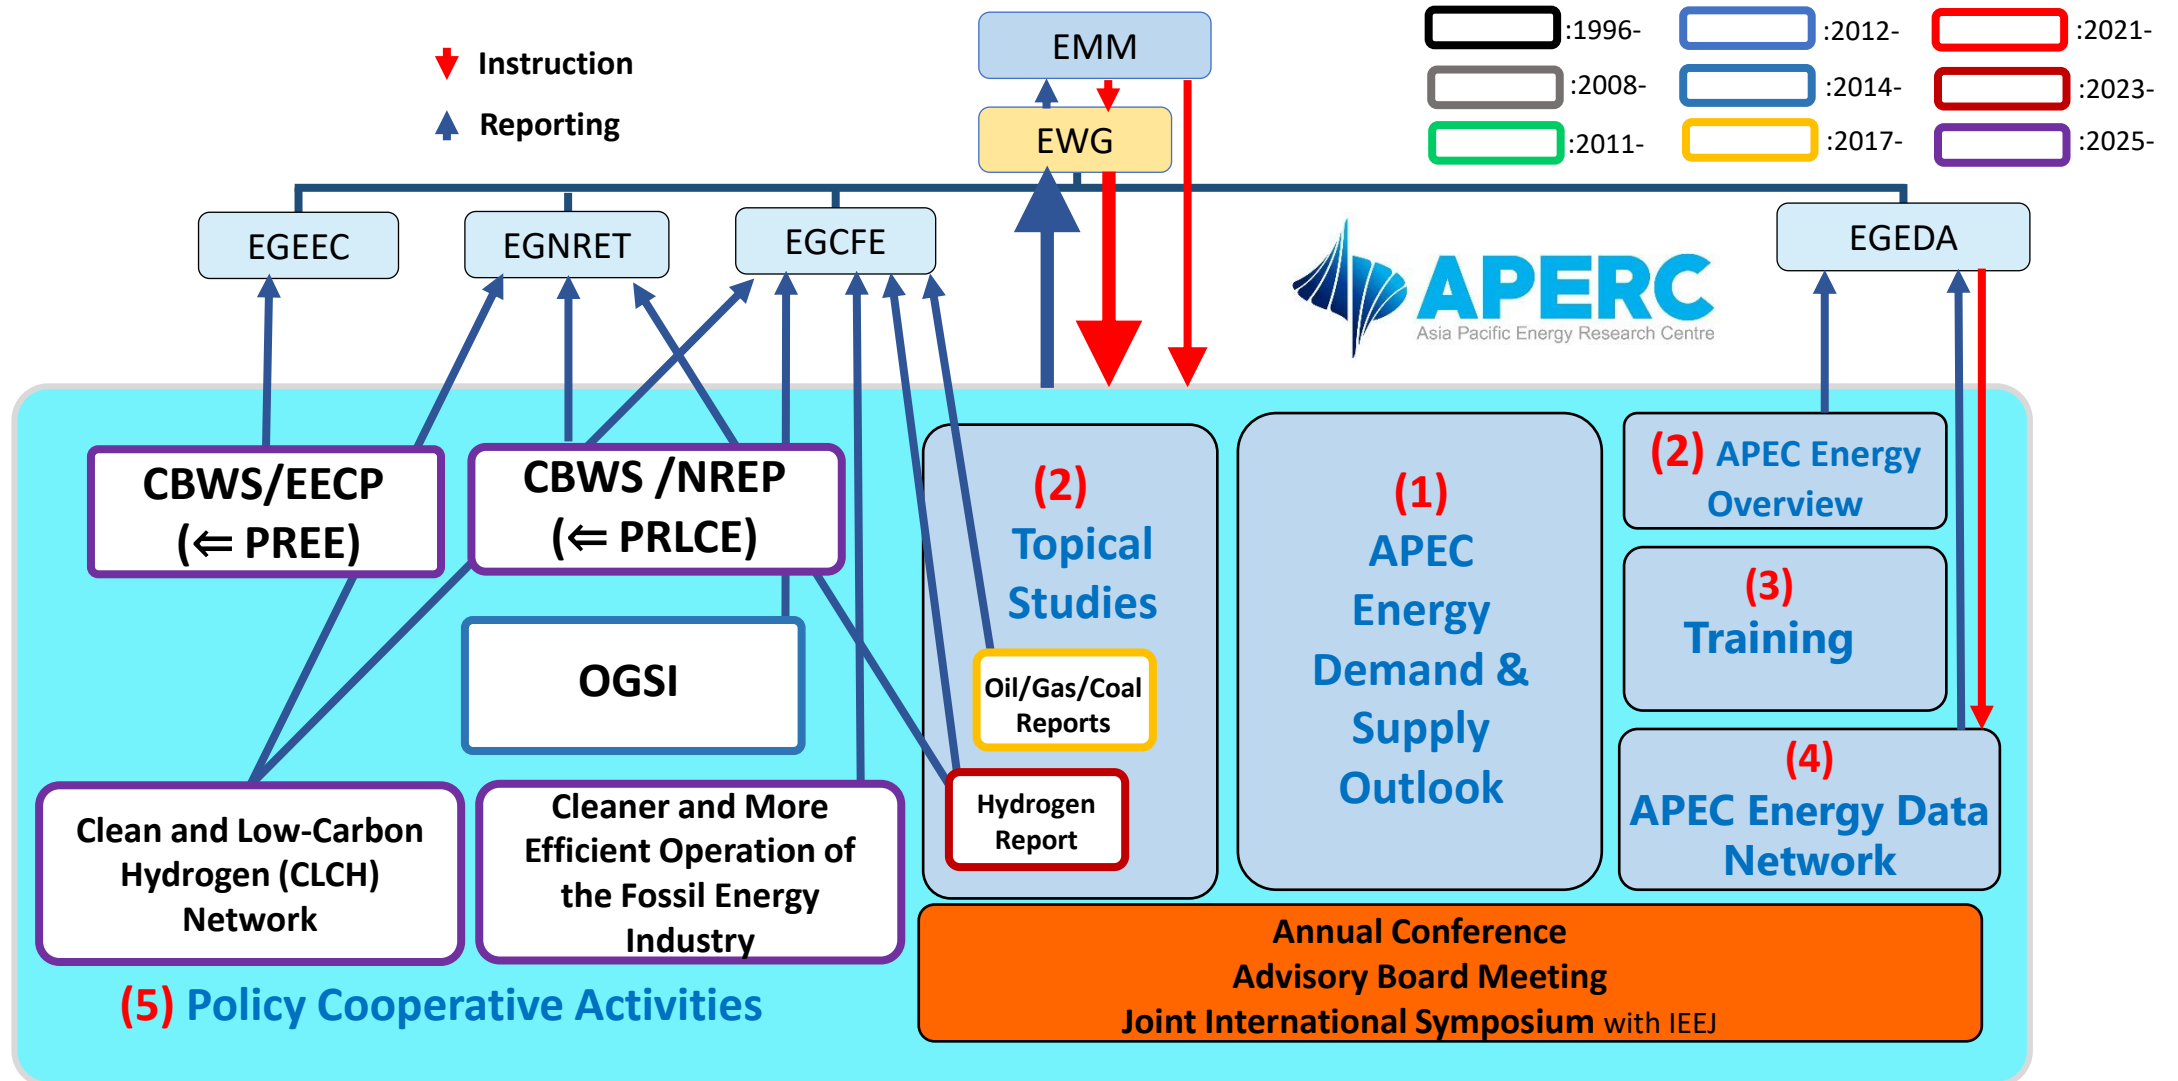 Instruction
Reporting
EMM
EWG
:1996-
:2012-
:2021-
:2008-
:2014-
:2023-
:2011-
:2017-
:2025-
EGEEC
EGNRET
EGCFE
EGEDA
APERC
Asia Pacific Energy Research Centre
CBWS/EECP
(⇐ PREE)
CBWS /NREP
(⇐ PRLCE)
OGSI
Clean and Low-Carbon
Hydrogen (CLCH)
Network
Cleaner and More
Efficient Operation of
the Fossil Energy
Industry
(5) Policy Cooperative Activities
(2)
Topical
Studies
Oil/Gas/Coal
Reports
Hydrogen
Report
(1)
APEC
Energy
Demand &
Supply
Outlook
(2) APEC Energy
Overview
(3)
Training
(4)
APEC Energy Data
Network
Annual Conference
Advisory Board Meeting
Joint International Symposium with IEEJ